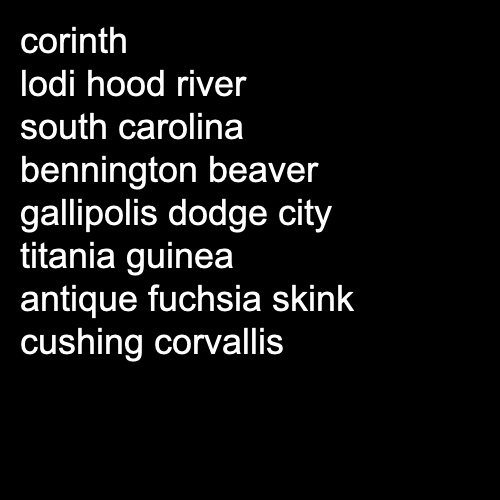 corinth
lodi hood river
south carolina
bennington beaver
gallipolis dodge city
titania guinea
antique fuchsia skink
cushing corvallis